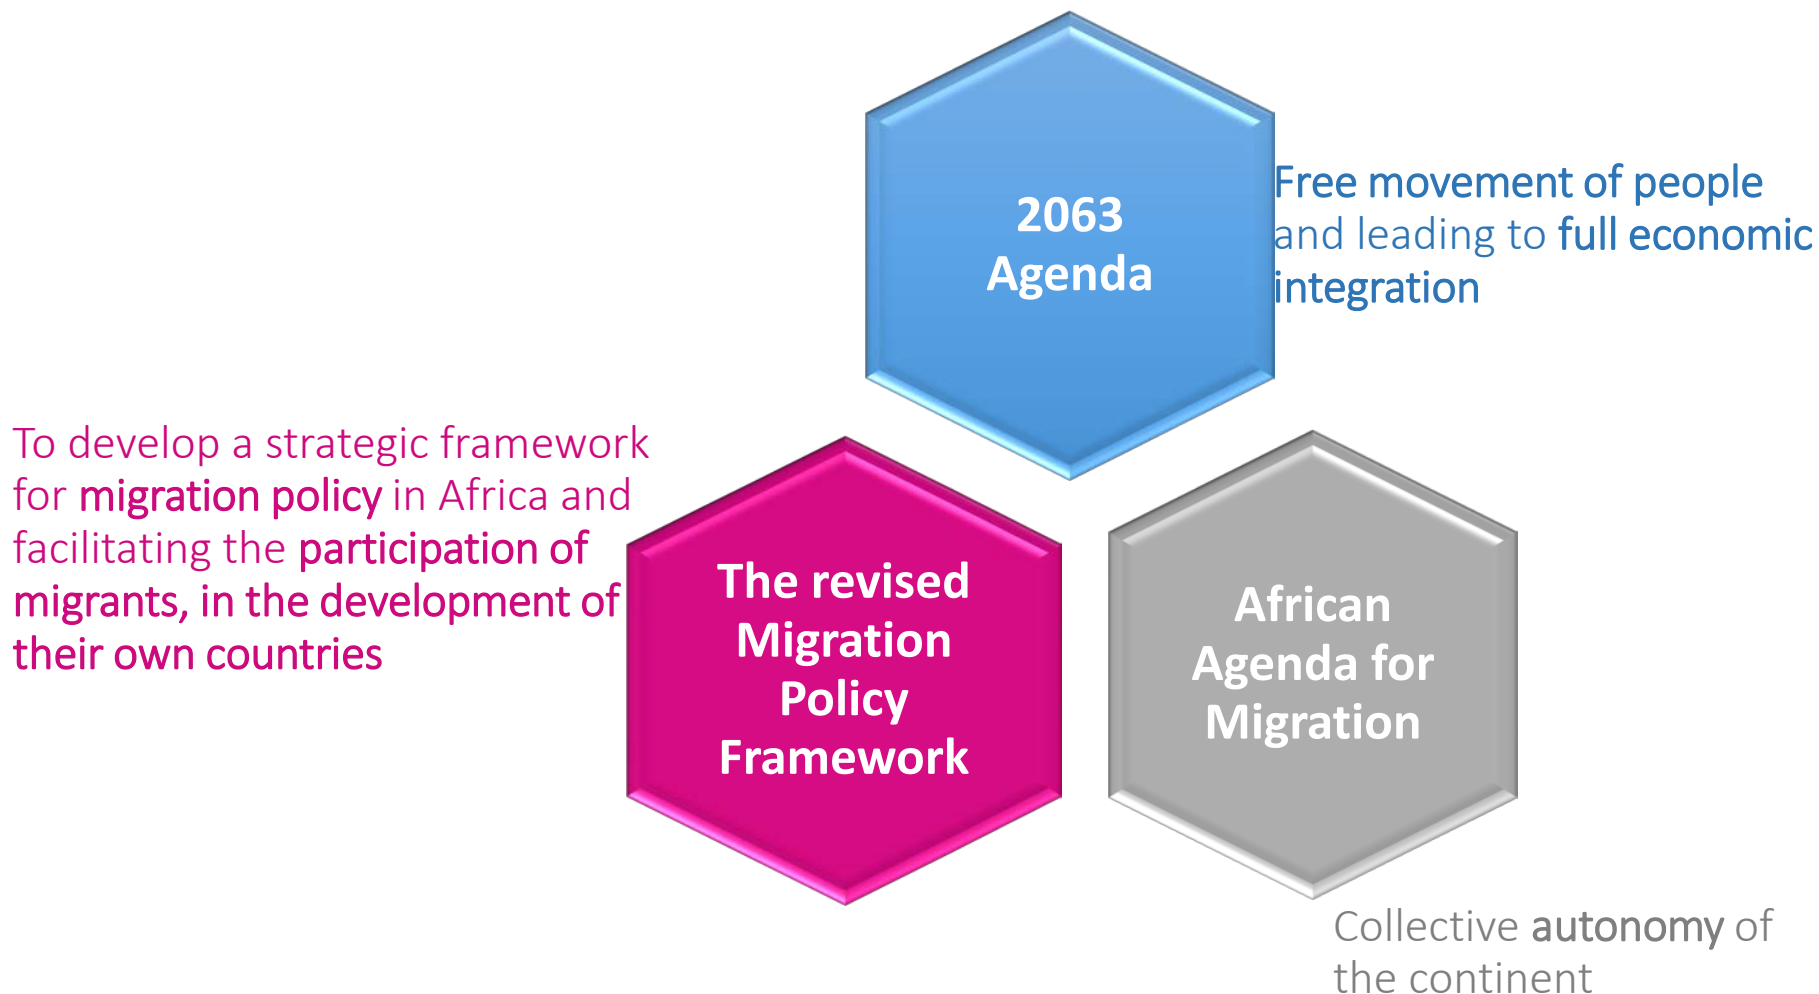 2063
Agenda
Free movement of people
and leading to full economic
integration
To develop a strategic framework
for migration policy in Africa and
facilitating the participation of
migrants, in the development of
their own countries
The revised
Migration
Policy
Framework
African
Agenda for
Migration
Collective autonomy of
the continent